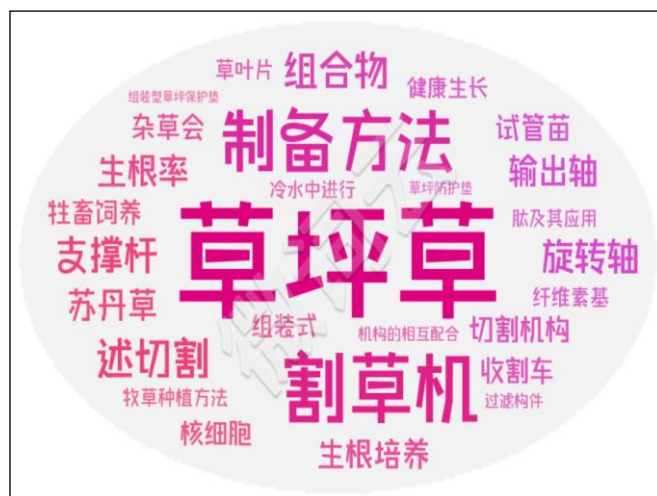 草叶片 组合物 健康生长
组装型草坪保护垫
杂草会 制备方法 试管苗
生根率 输出轴
冷水中进行 草坪防护垫
牲畜饲养 草坪草 肽及其应用
支撑杆 旋转轴
苏丹草 纤维素基
组装式 机构的相互配合 切割机构
述切割 割草机 收割车
牧草种植方法 过滤构件
核细胞 生根培养
微词云